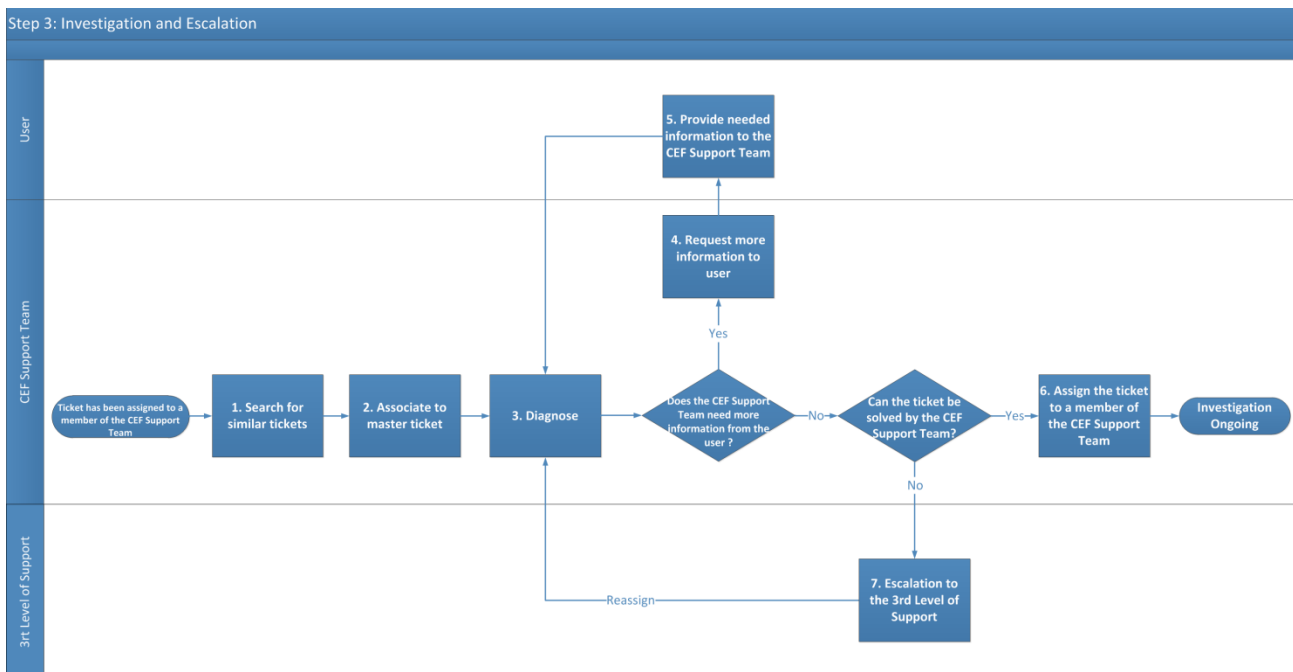 Step 3: Investigation and Escalation
User
5. Provide needed
information to the
CEF Support Team
CEF Support Team
4. Request more
information to
user
Yes
Ticket has been assigned to a
member of the CEF Support
Team
1. Search for
similar tickets
2. Associate to
master ticket
3. Diagnose
Does the CEF Support
Team need more
information from the
user ?
No
Can the ticket be
solved by the CEF
Support Team?
Yes
6. Assign the ticket
to a member of
the CEF Support
Team
Investigation
Ongoing
No
3rt Level of Support
7. Escalation to
the 3rd Level of
Support
Reassign